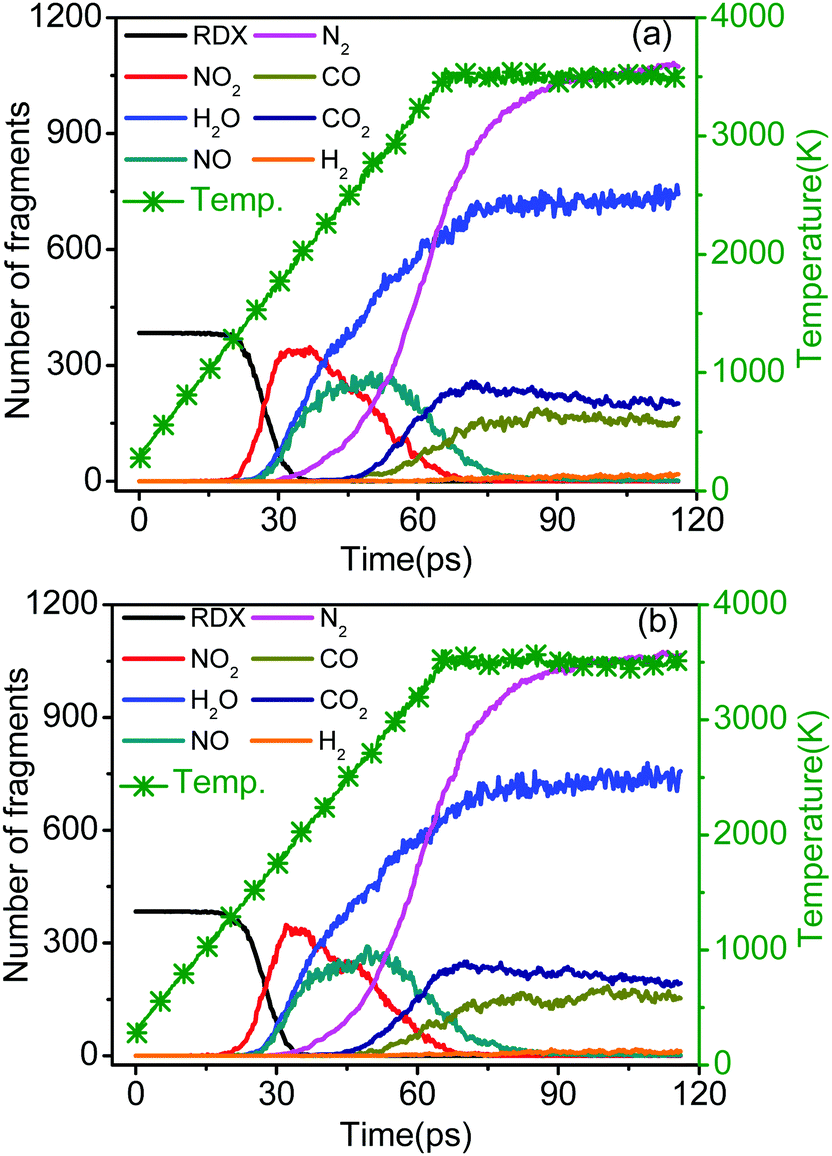 (a)
RDX N₂
NO₂ CO
H₂O CO₂
NO H₂
Temp.
Number of fragments
1200
900
600
300
0
Temperature(K)
4000
3000
2000
1000
0
0 30 60 90 120
Time(ps)
(b)
RDX N₂
NO₂ CO
H₂O CO₂
NO H₂
Temp.
Number of fragments
1200
900
600
300
0
Temperature(K)
4000
3000
2000
1000
0
0 30 60 90 120
Time(ps)